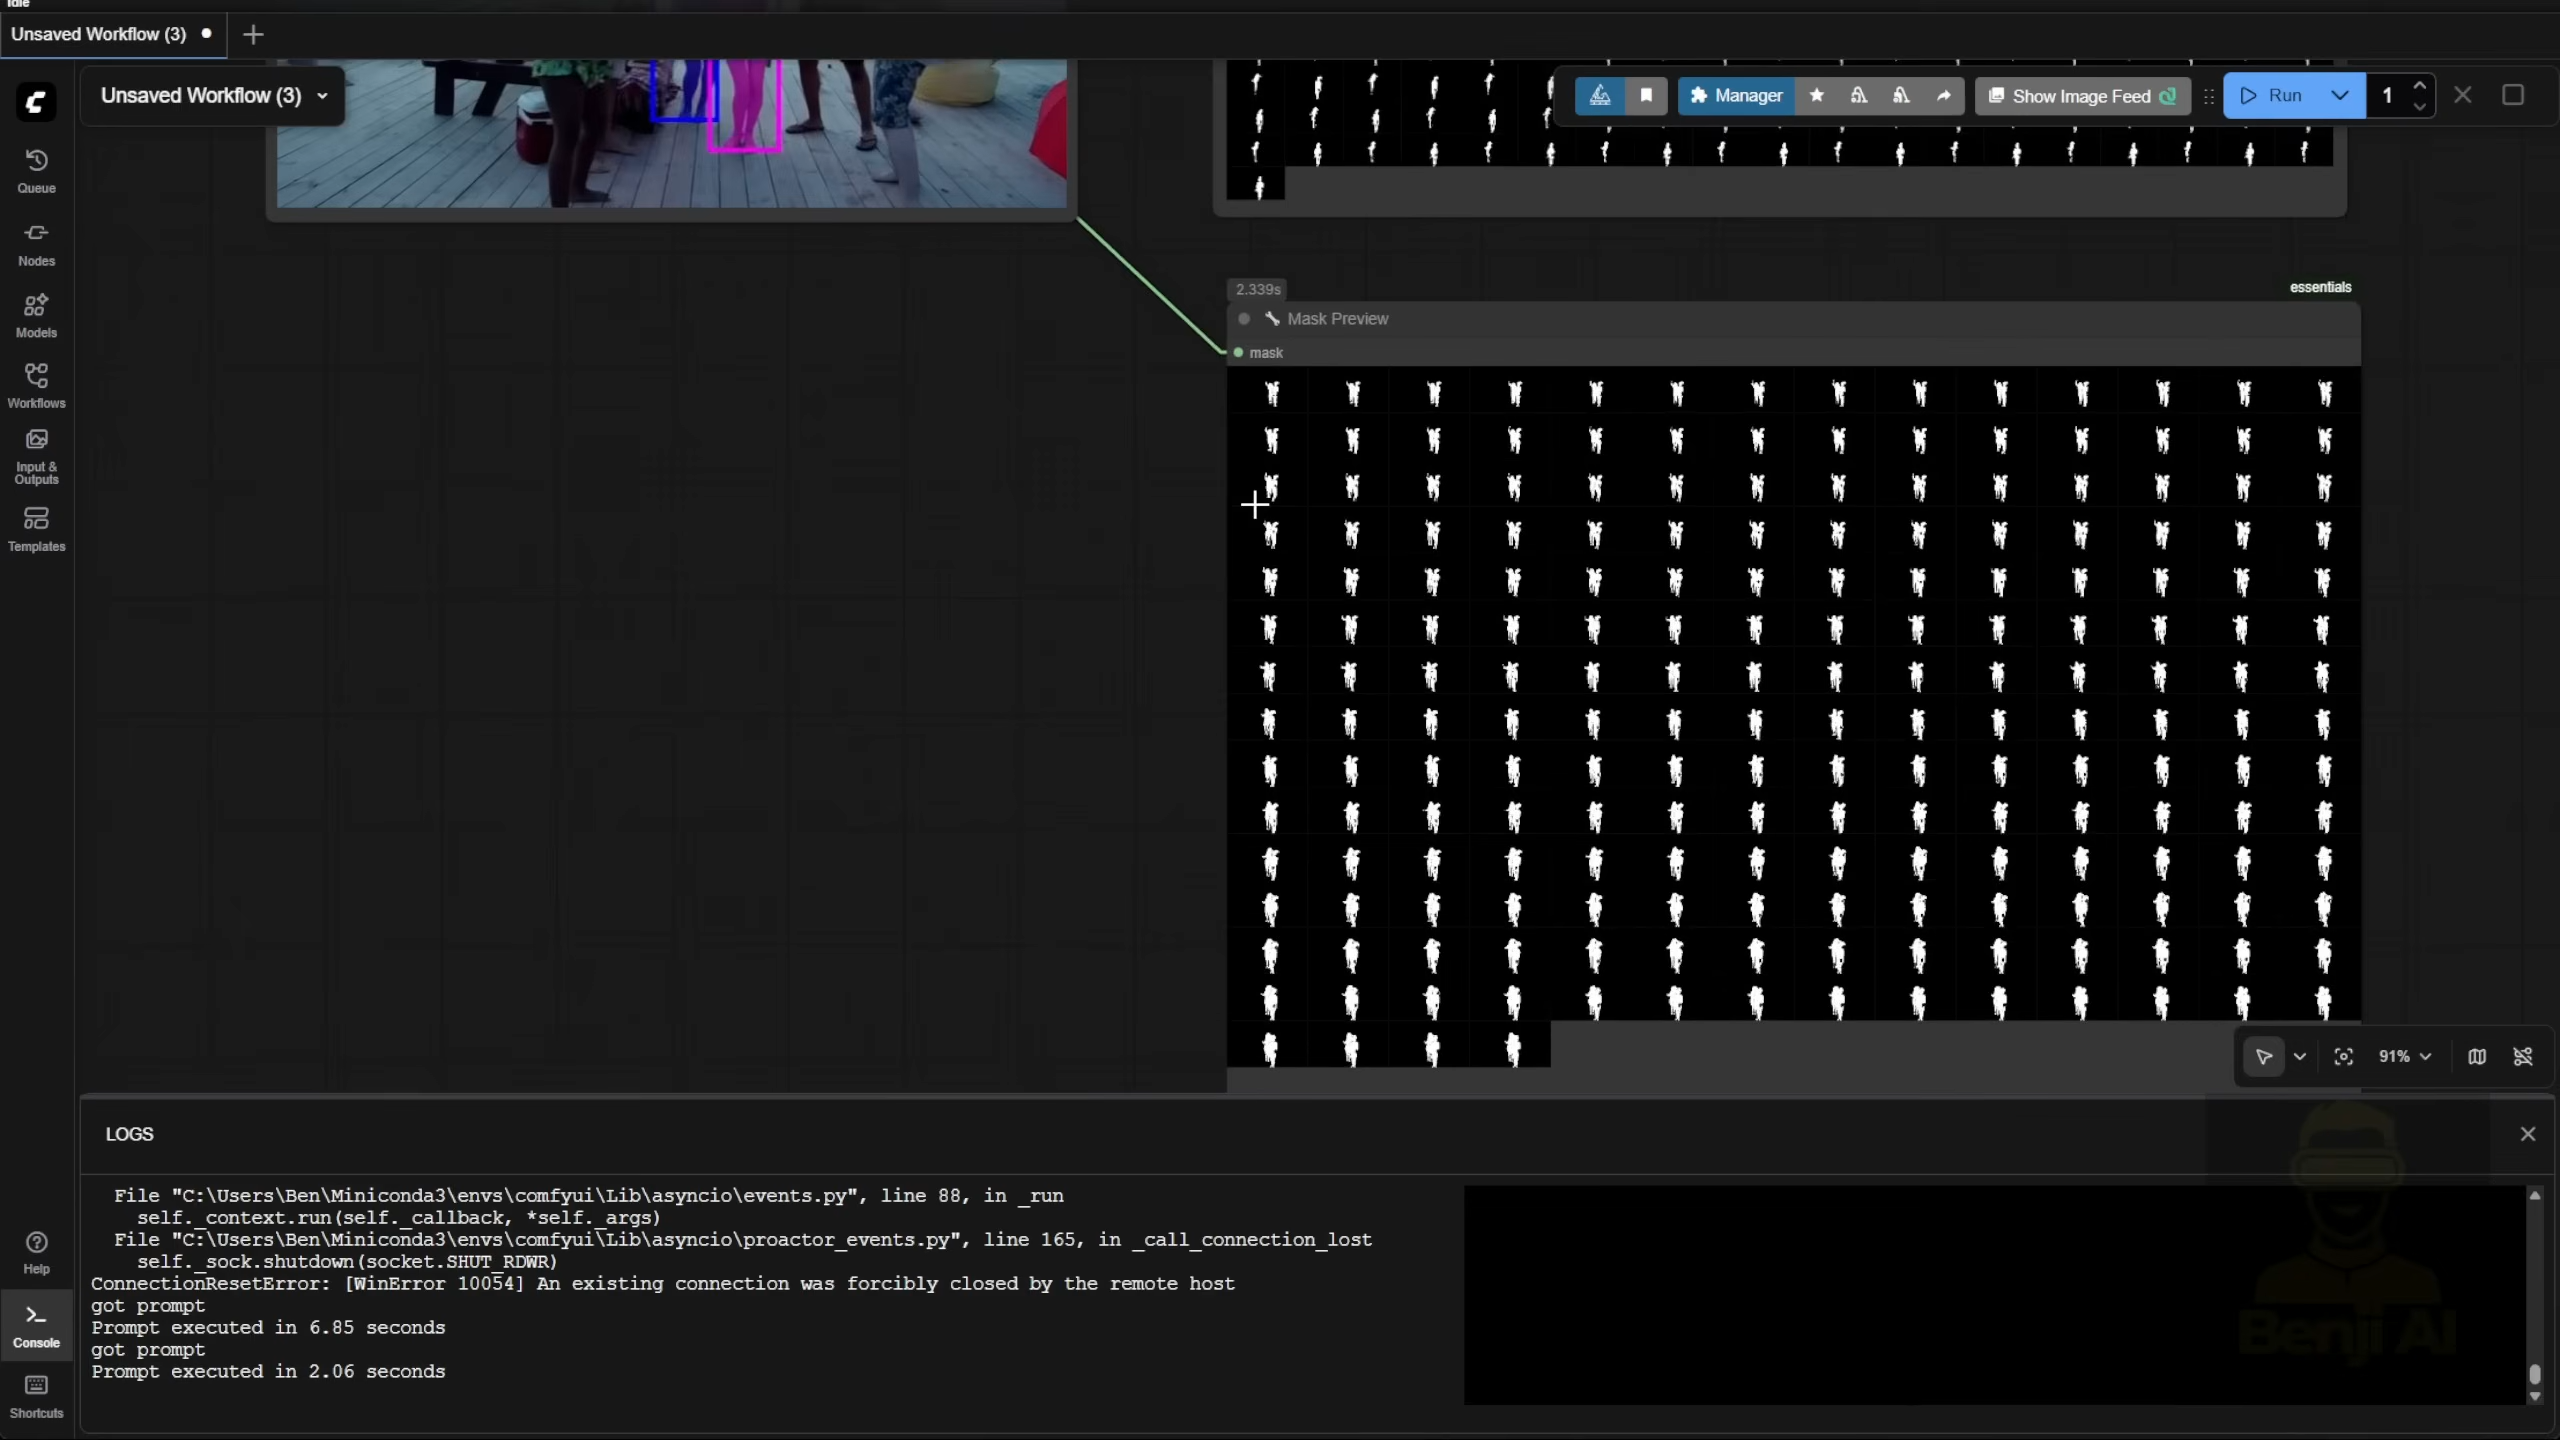 Idle
Unsaved Workflow (3)
Unsaved Workflow (3)
Manager
Show Image Feed
Run
1
Queue
Nodes
Models
Workflows
Input &
Outputs
Templates
2.339s
essentials
Mask Preview
mask
91%
LOGS
File "C:\Users\Ben\Miniconda3\envs\comfyui\Lib\asyncio\events.py", line 88, in _run
self._context.run(self._callback, *self._args)
File "C:\Users\Ben\Miniconda3\envs\comfyui\Lib\asyncio\proactor_events.py", line 165, in _call_connection_lost
self._sock.shutdown(socket.SHUT_RDWR)
ConnectionResetError: [WinError 10054] An existing connection was forcibly closed by the remote host
got prompt
Prompt executed in 6.85 seconds
got prompt
Prompt executed in 2.06 seconds
Help
Console
Shortcuts
Benji AI